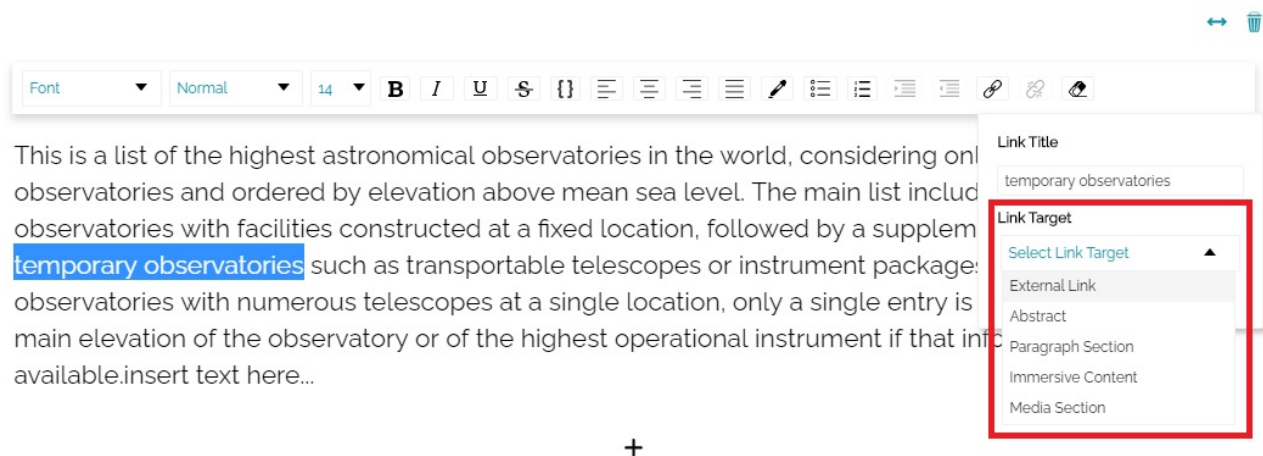 Font Normal 14 B I U S {}
Link Title
temporary observatories
Link Target
Select Link Target
External Link
Abstract
Paragraph Section
Immersive Content
Media Section
This is a list of the highest astronomical observatories in the world, considering onl
observatories and ordered by elevation above mean sea level. The main list includ
observatories with facilities constructed at a fixed location, followed by a supplem
temporary observatories such as transportable telescopes or instrument package
observatories with numerous telescopes at a single location, only a single entry is
main elevation of the observatory or of the highest operational instrument if that info
available.insert text here...
+